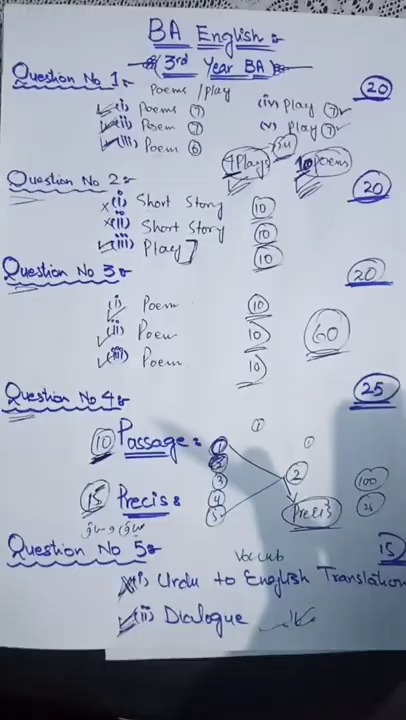 BA English:
3rd Year BA
Question No 1:
20
Poems/play
(i) Poems (7) (iv) Play (7)
(ii) Poem (7) (v) Play (7)
(iii) Poem (6)
4 Plays 10 poems
Question No 2:
20
(i) Short Story 10
(ii) Short Story 10
(iii) Play 10
Question No 3:
20
(i) Poem 10
(ii) Poem 10 60
(iii) Poem 10
Question No 4:
25
10 Passage:
1
2
3 2 100
4
15 Precis: 5 Precis 25
Question No 5:
15
Vocab
(i) Urdu to English Translation
(ii) Dialogue